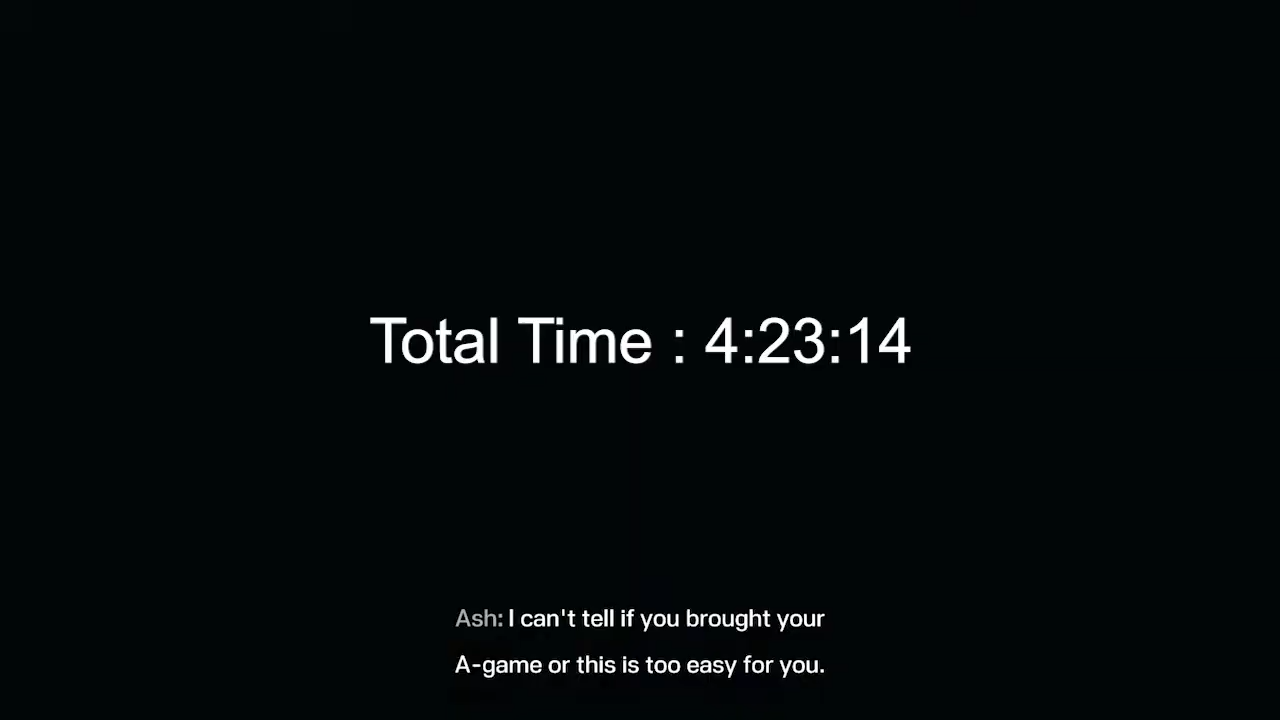 Total Time : 4:23:14
Ash: I can't tell if you brought your
A-game or this is too easy for you.